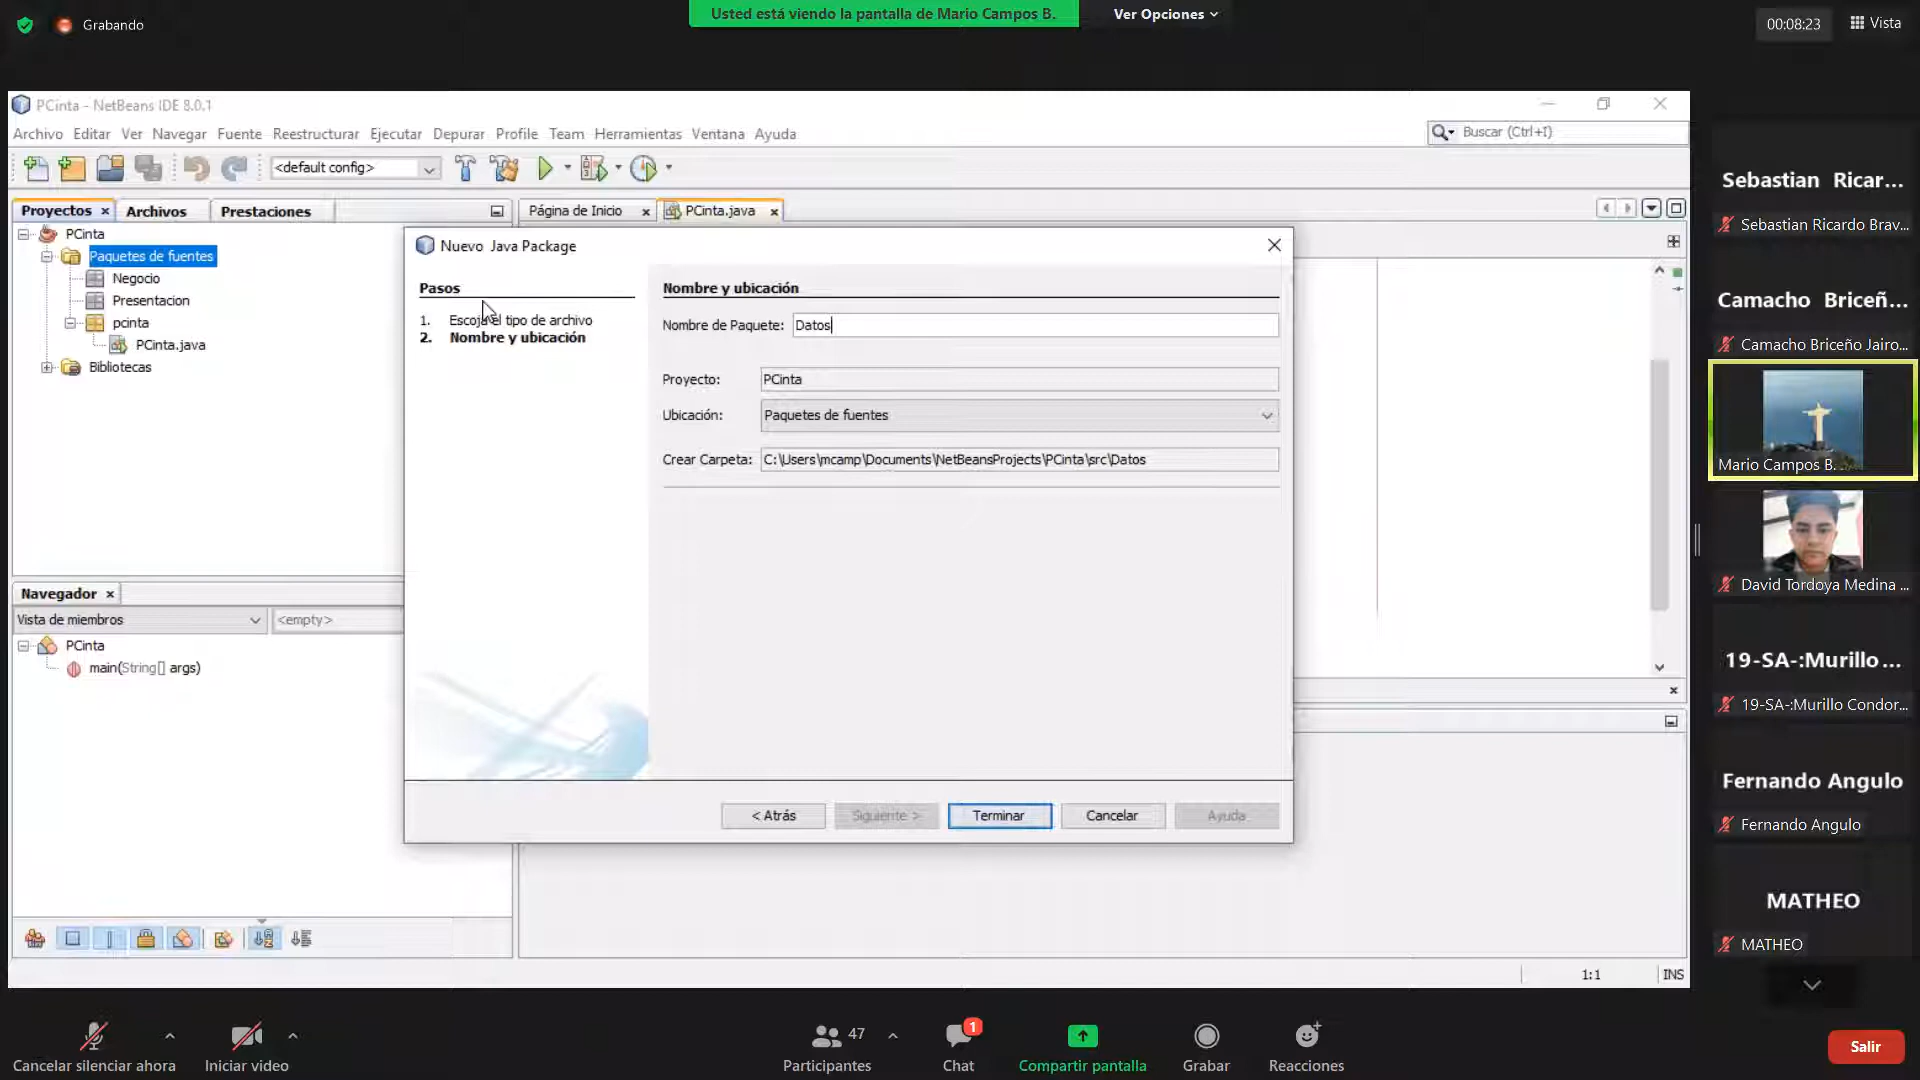 Grabando
Usted está viendo la pantalla de Mario Campos B.
Ver Opciones
00:08:23
Vista
PCinta - NetBeans IDE 8.0.1
Archivo Editar Ver Navegar Fuente Reestructurar Ejecutar Depurar Profile Team Herramientas Ventana Ayuda
Buscar (Ctrl+I)
<default config>
Proyectos
Archivos
Prestaciones
Página de Inicio
PCinta.java
PCinta
Paquetes de fuentes
Negocio
Presentacion
pcinta
PCinta.java
Bibliotecas
Nuevo Java Package
Pasos
1. Escoja el tipo de archivo
2. Nombre y ubicación
Nombre y ubicación
Nombre de Paquete: Datos
Proyecto: PCinta
Ubicación: Paquetes de fuentes
Crear Carpeta: C:\Users\mcamp\Documents\NetBeansProjects\PCinta\src\Datos
< Atrás
Siguiente >
Terminar
Cancelar
Ayuda
Navegador
Vista de miembros
<empty>
PCinta
main(String[] args)
1:1
INS
Sebastian Ricar...
Sebastian Ricardo Brav...
Camacho Briceñ...
Camacho Briceño Jairo...
Mario Campos B.
David Tordoya Medina ...
19-SA-:Murillo ...
19-SA-:Murillo Condor...
Fernando Angulo
Fernando Angulo
MATHEO
MATHEO
Cancelar silenciar ahora
Iniciar video
47
Participantes
1
Chat
Compartir pantalla
Grabar
Reacciones
Salir